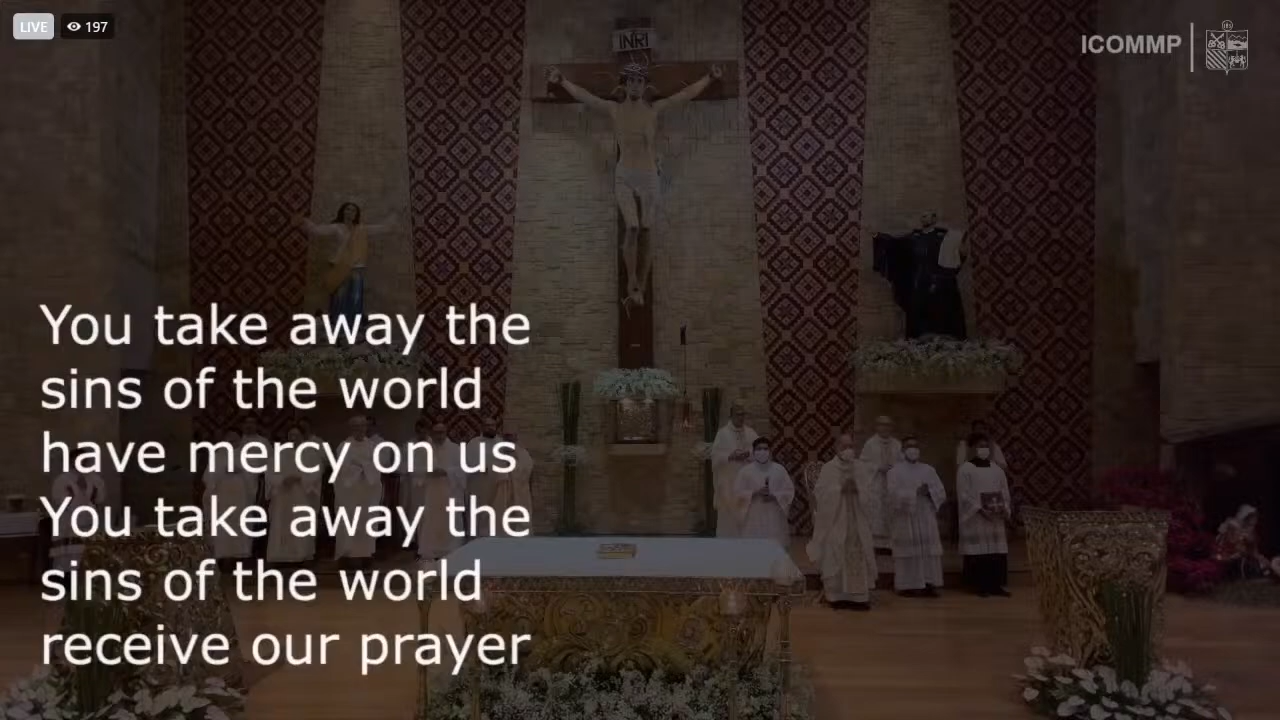 LIVE 197
ICOMMP
INRI
You take away the
sins of the world
have mercy on us
You take away the
sins of the world
receive our prayer